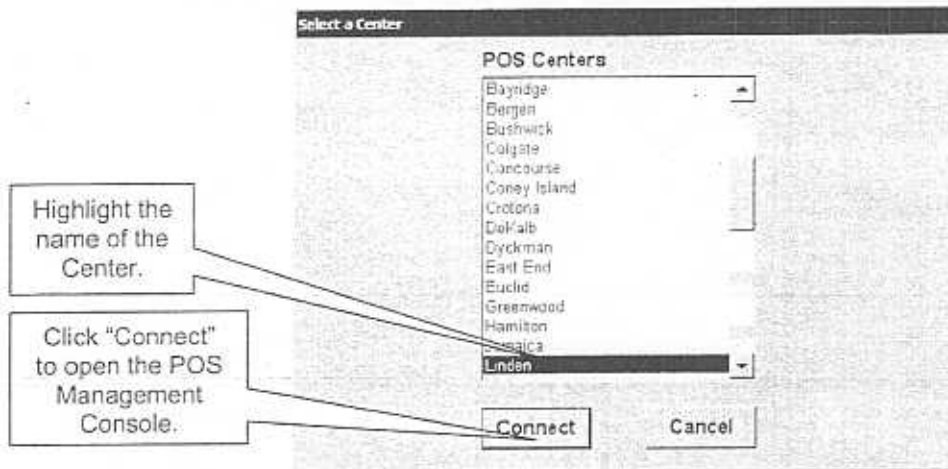 Select a Center
POS Centers
Bayridge
Bergen
Bushwick
Colgate
Concourse
Coney Island
Crotona
DeKalb
Dyckman
East End
Euclid
Greenwood
Hamilton
Jamaica
Linden
Highlight the
name of the
Center.
Click "Connect"
to open the POS
Management
Console.
Connect
Cancel